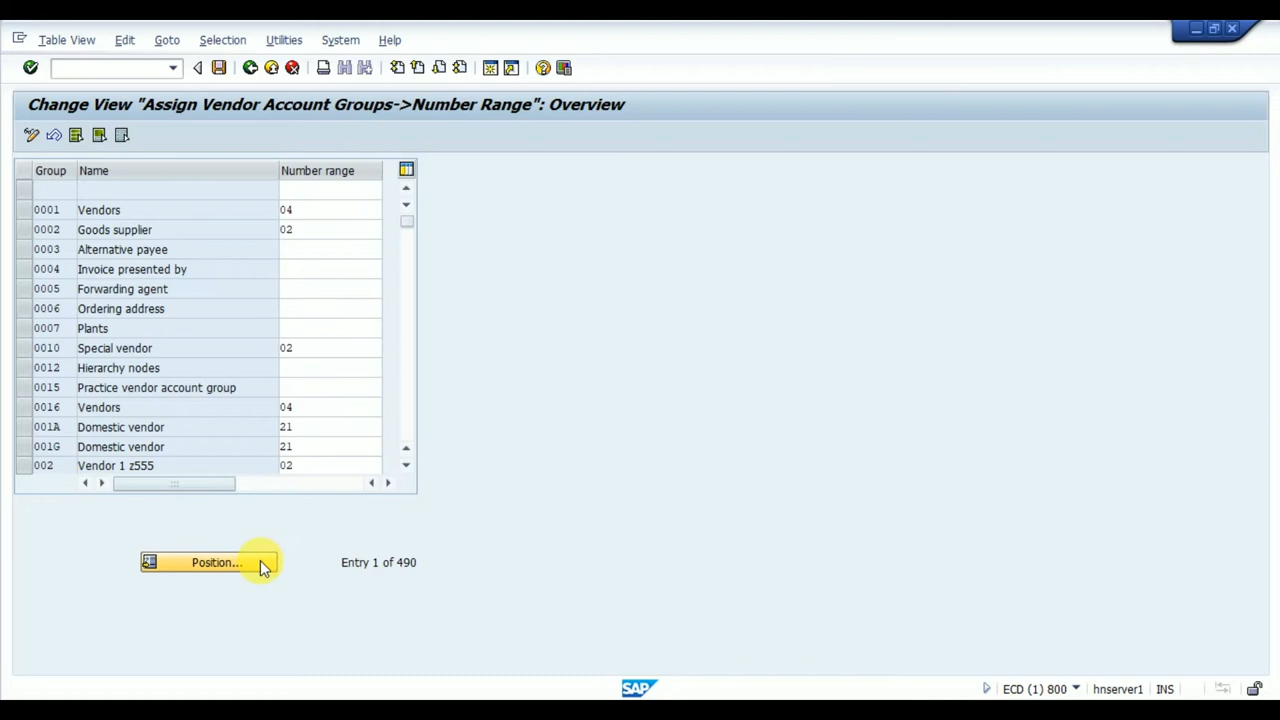 Table View Edit Goto Selection Utilities System Help
Change View "Assign Vendor Account Groups->Number Range": Overview
Group Name Number range
0001 Vendors 04
0002 Goods supplier 02
0003 Alternative payee
0004 Invoice presented by
0005 Forwarding agent
0006 Ordering address
0007 Plants
0010 Special vendor 02
0012 Hierarchy nodes
0015 Practice vendor account group
0016 Vendors 04
001A Domestic vendor 21
001G Domestic vendor 21
002 Vendor 1 z555 02
Position... Entry 1 of 490
SAP ECD (1) 800 hnserver1 INS